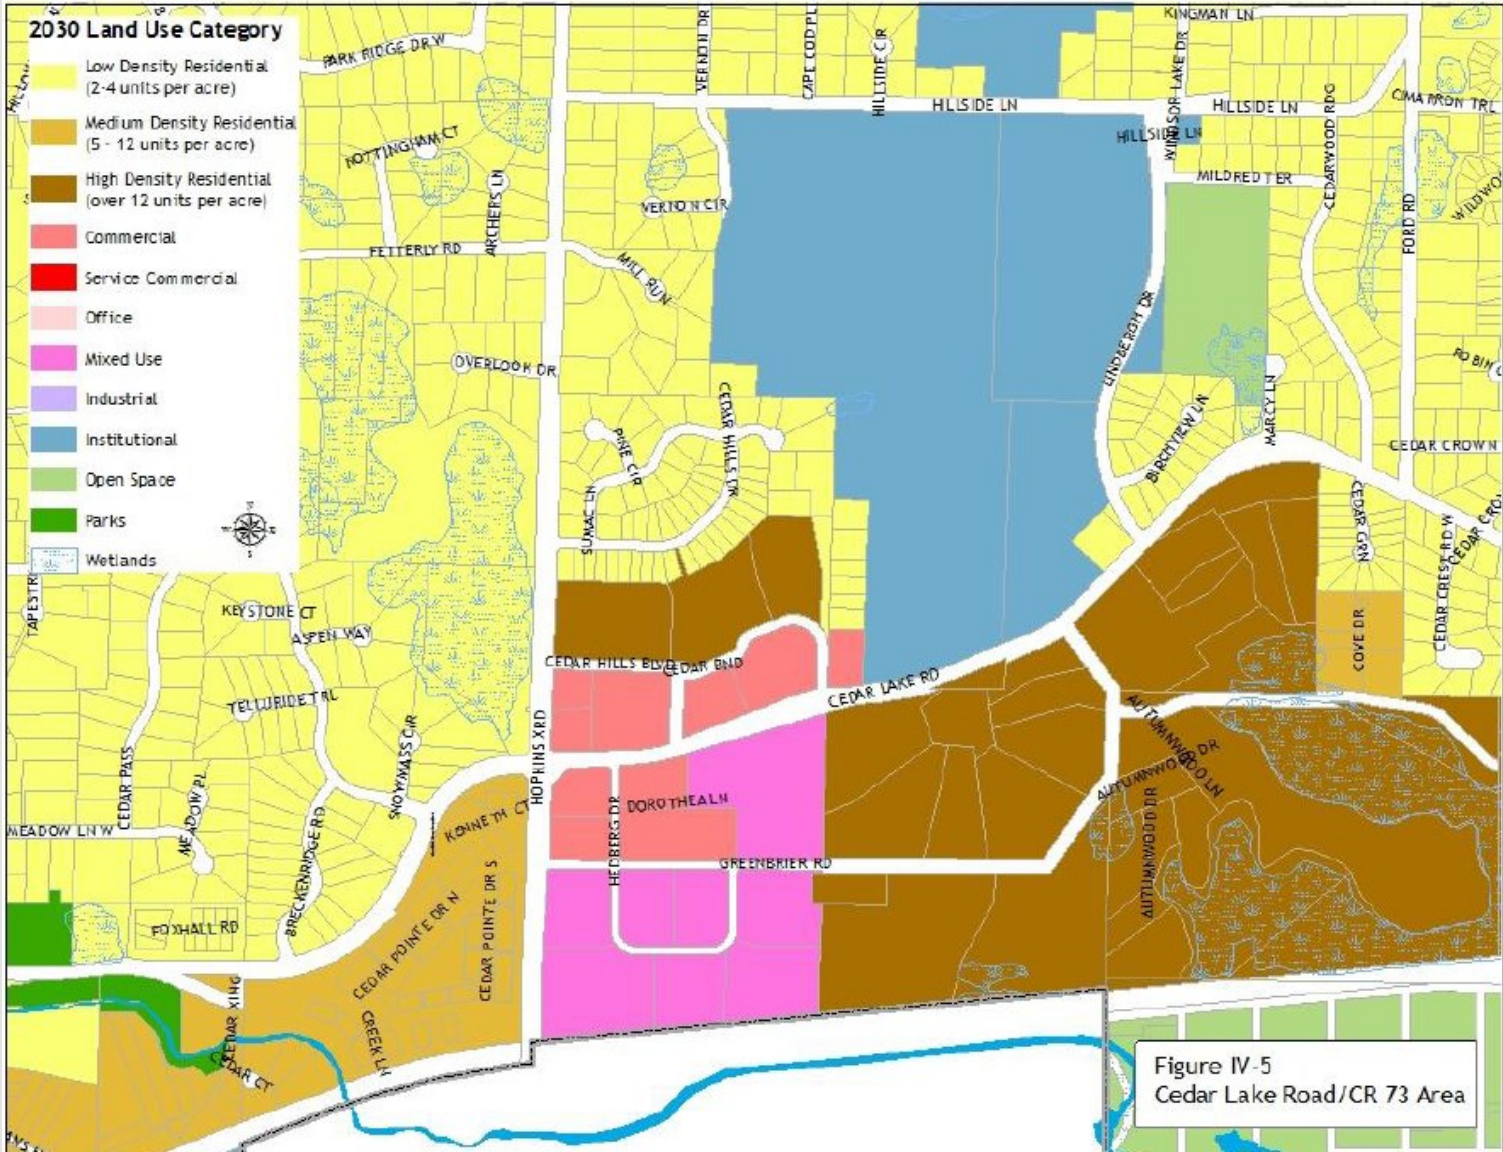 2030 Land Use Category
Low Density Residential
(2-4 units per acre)
Medium Density Residential
(5 - 12 units per acre)
High Density Residential
(over 12 units per acre)
Commercial
Service Commercial
Office
Mixed Use
Industrial
Institutional
Open Space
Parks
Wetlands
PARK RIDGE DR W
VERNON DR
CAPE COD PL
HILLSIDE CIR
KINGMAN LN
WINDSOR LAKE DR
HILLSIDE LN
HILLSIDE LN
HILLSIDE LN
CIMARRON TRL
CEDARWOOD RDG
FORD RD
NOTTINGHAM CT
ARCHERS LN
VERNON CIR
MILDRED TER
FETTERLY RD
MILL RUN
LINDBERGH DR
OVERLOOK DR
MARCY LN
BIRCHVIEW LN
CEDAR CROWN
CEDAR HILLS LN
PINE CIR
SUMAC LN
CEDAR GRN
CEDAR CREST RD W
COVE DR
KEYSTONE CT
ASPEN WAY
TELLURIDE TRL
CEDAR HILLS BLVD
CEDAR BND
CEDAR LAKE RD
HOPKINS XRD
SNOWMASS CIR
CEDAR PASS
MEADOW PL
MEADOW LN W
BRECKENRIDGE RD
KENNETH CT
HEDBERG DR
DOROTHEA LN
GREENBRIER RD
AUTUMNWOOD LN
AUTUMNWOOD DR
AUTUMNWOOD DR
FOXHALL RD
CEDAR POINTE DR N
CEDAR POINTE DR S
CEDAR XING
CREEK LN
CEDAR CT
Figure IV-5
Cedar Lake Road/CR 73 Area